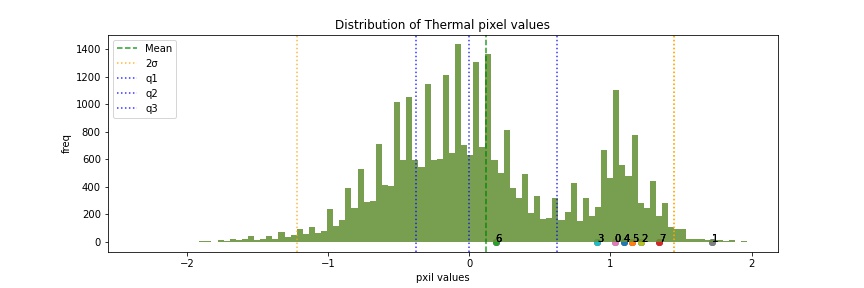 Distribution of Thermal pixel values
Mean
2σ
q1
q2
q3
freq
1400
1200
1000
800
600
400
200
0
6 3 0 4 5 2 7 1
−2 −1 0 1 2
pxil values